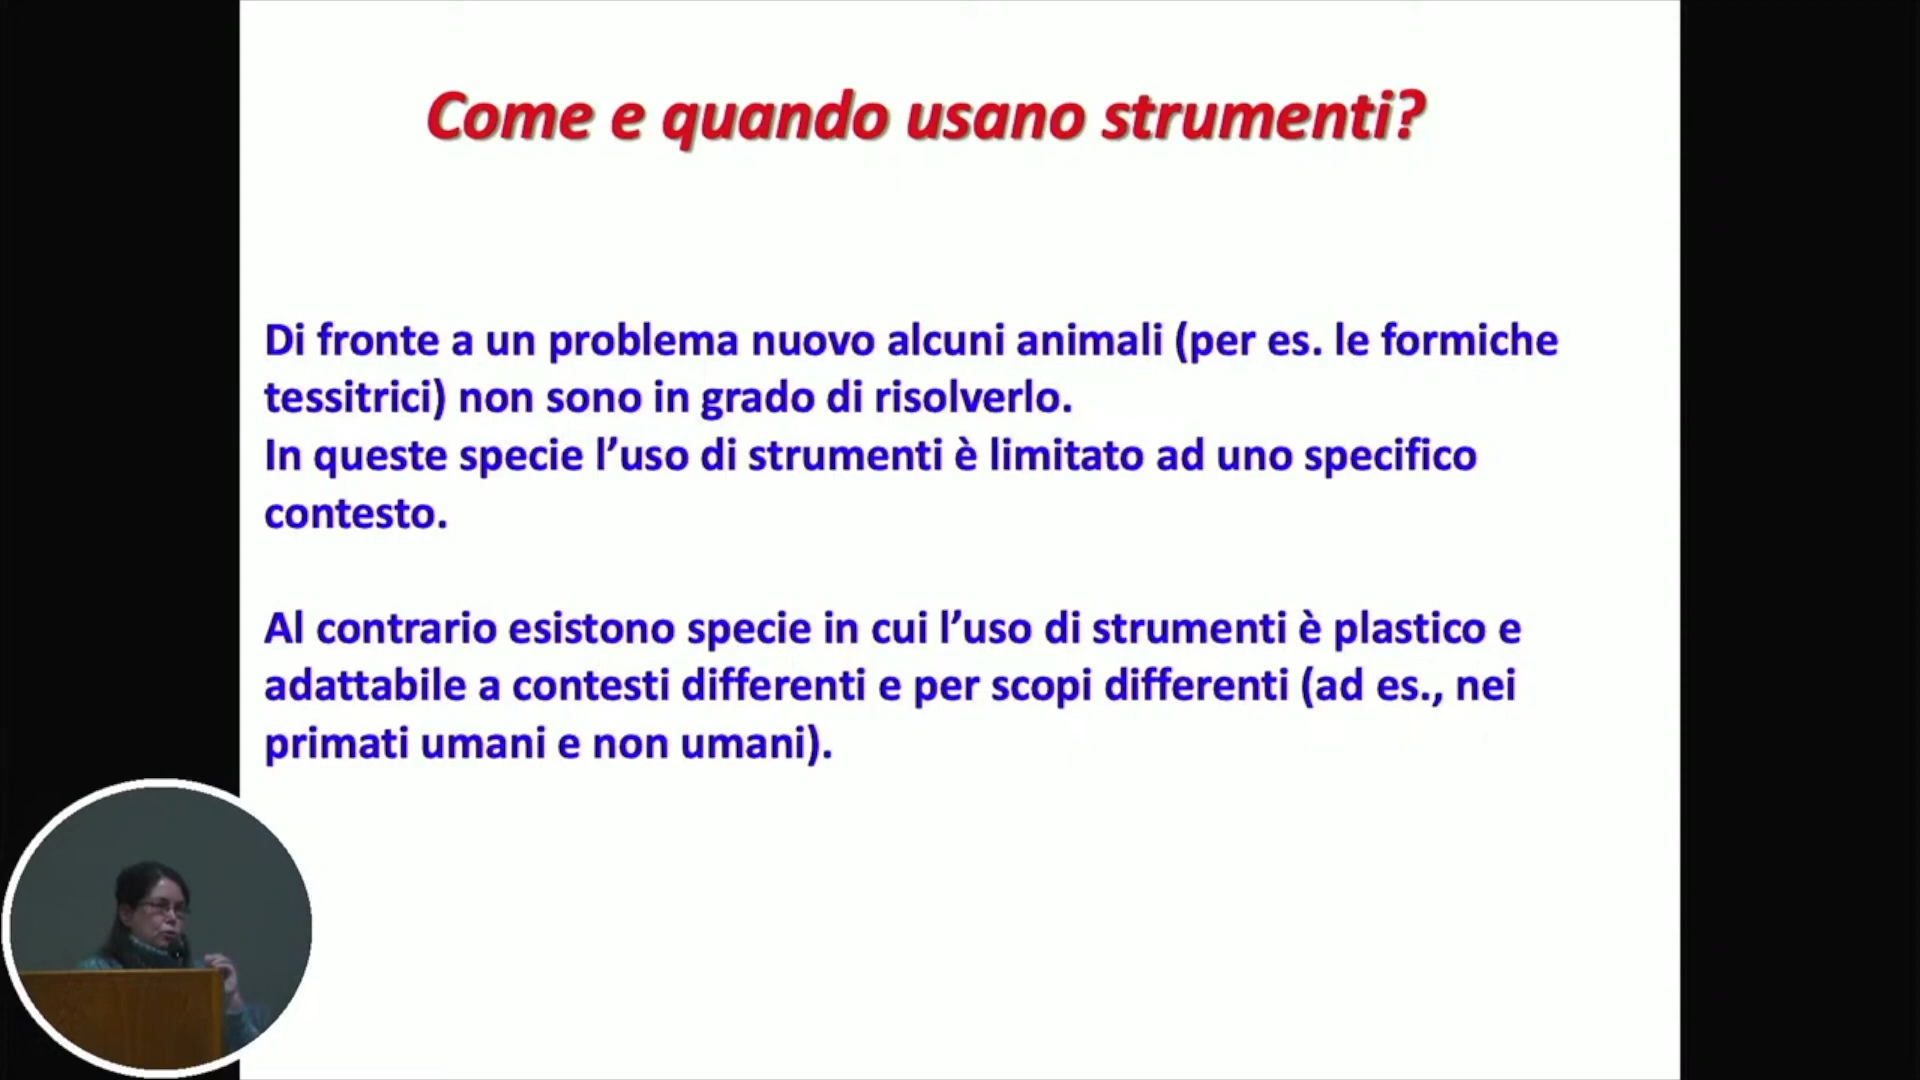 Come e quando usano strumenti?
Di fronte a un problema nuovo alcuni animali (per es. le formiche
tessitrici) non sono in grado di risolverlo.
In queste specie l’uso di strumenti è limitato ad uno specifico
contesto.
Al contrario esistono specie in cui l’uso di strumenti è plastico e
adattabile a contesti differenti e per scopi differenti (ad es., nei
primati umani e non umani).